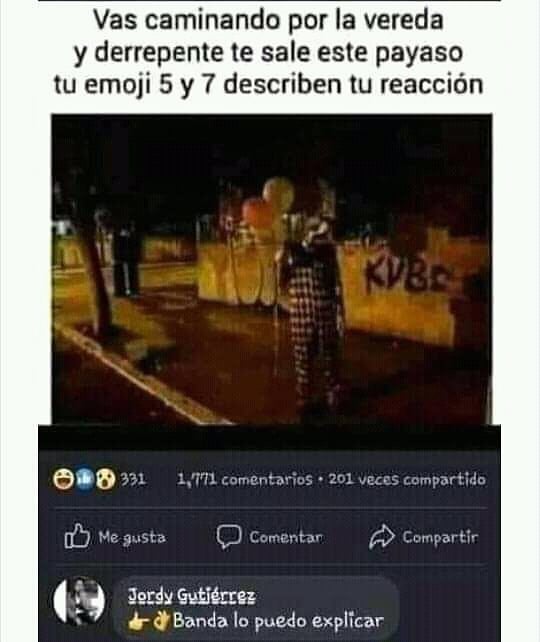 Vas caminando por la vereda
y derrepente te sale este payaso
tu emoji 5 y 7 describen tu reacción
KVBE
331 1,771 comentarios • 201 veces compartido
Me gusta Comentar Compartir
Jordy Gutiérrez
👉👌Banda lo puedo explicar